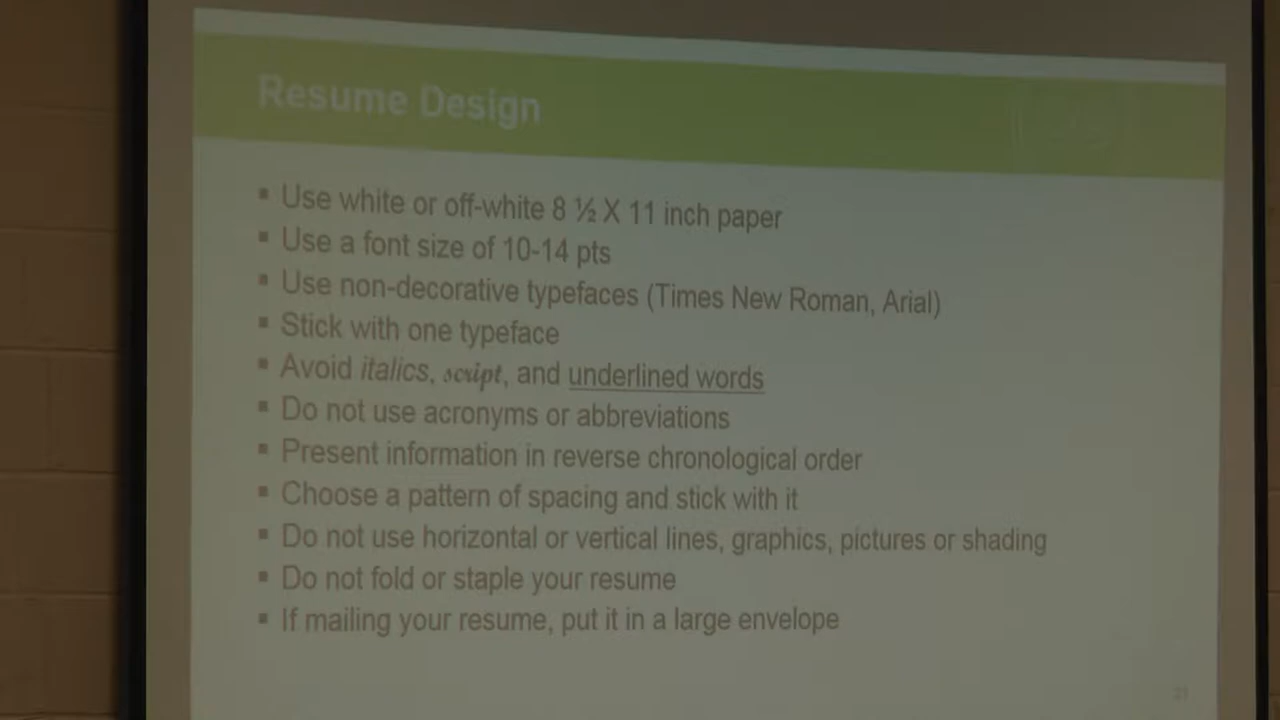 Resume Design
▪ Use white or off-white 8 ½ X 11 inch paper
▪ Use a font size of 10-14 pts
▪ Use non-decorative typefaces (Times New Roman, Arial)
▪ Stick with one typeface
▪ Avoid italics, script, and underlined words
▪ Do not use acronyms or abbreviations
▪ Present information in reverse chronological order
▪ Choose a pattern of spacing and stick with it
▪ Do not use horizontal or vertical lines, graphics, pictures or shading
▪ Do not fold or staple your resume
▪ If mailing your resume, put it in a large envelope
21